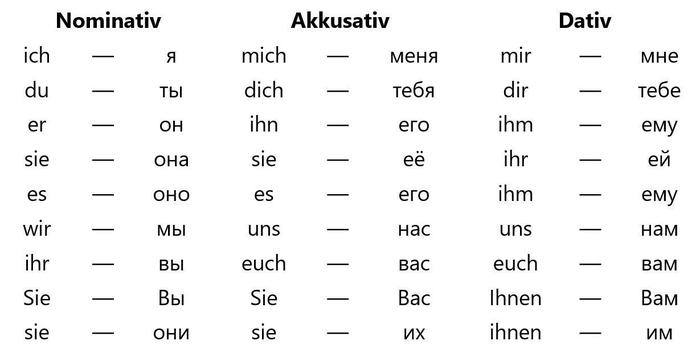 Nominativ Akkusativ Dativ
ich — я mich — меня mir — мне
du — ты dich — тебя dir — тебе
er — он ihn — его ihm — ему
sie — она sie — её ihr — ей
es — оно es — его ihm — ему
wir — мы uns — нас uns — нам
ihr — вы euch — вас euch — вам
Sie — Вы Sie — Вас Ihnen — Вам
sie — они sie — их ihnen — им